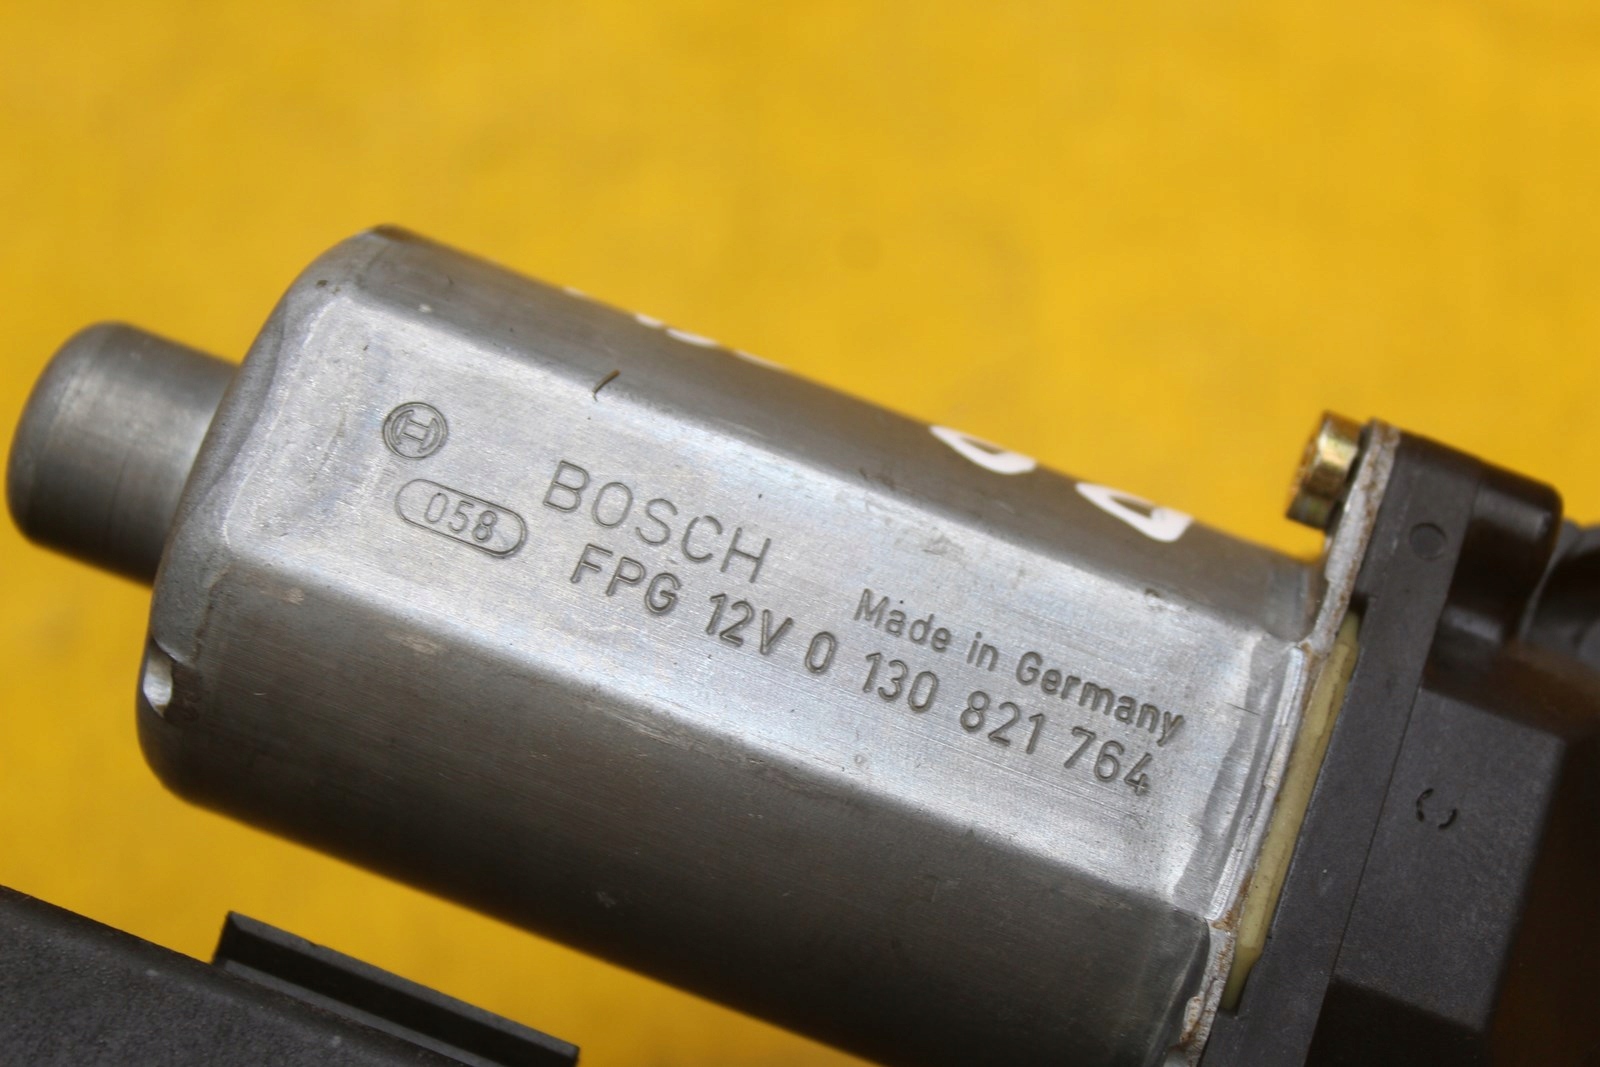 BOSCH
058
Made in Germany
FPG 12V 0 130 821 764